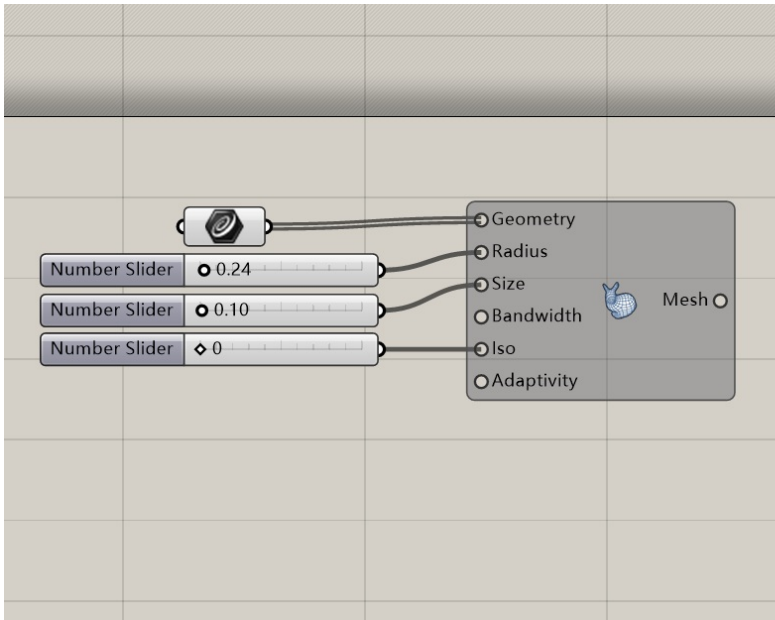 Geometry
Number Slider 0.24 Radius
Number Slider 0.10 Size
Bandwidth
Mesh
Number Slider 0 Iso
Adaptivity